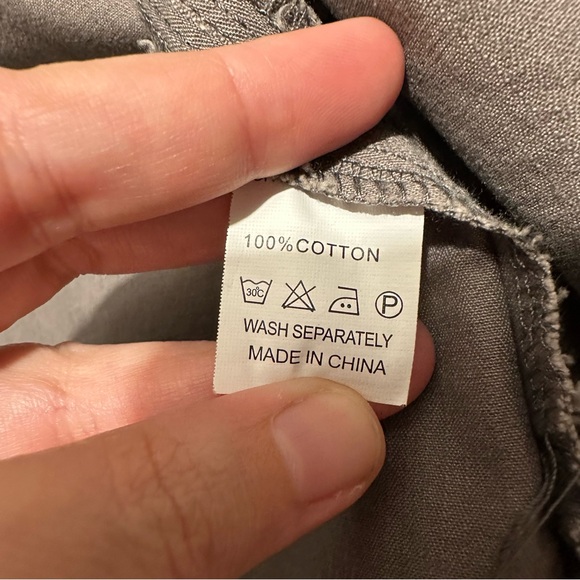 100%COTTON
30°C P
WASH SEPARATELY
MADE IN CHINA